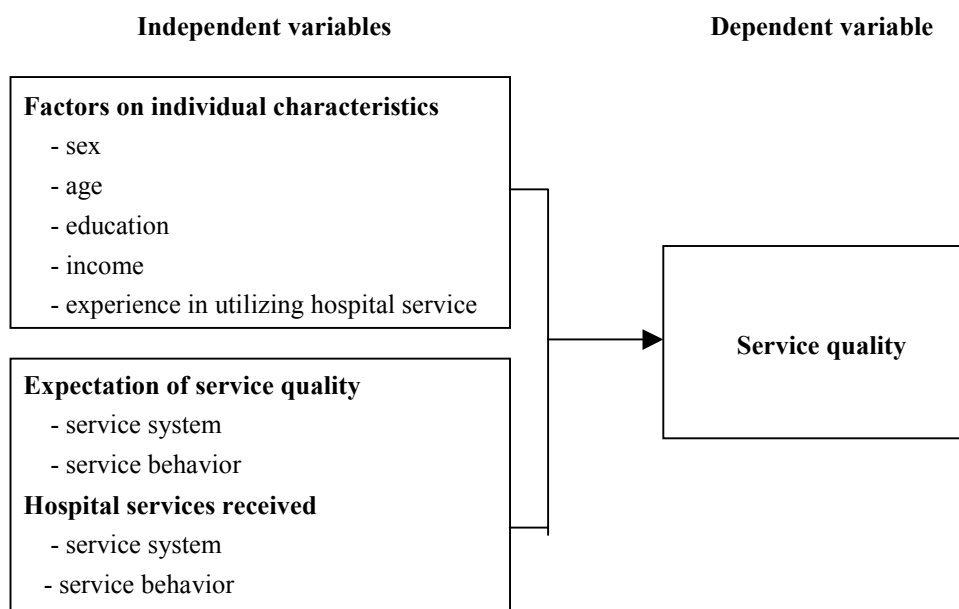 Independent variables
Dependent variable
Factors on individual characteristics
- sex
- age
- education
- income
- experience in utilizing hospital service
Expectation of service quality
- service system
- service behavior
Hospital services received
- service system
- service behavior
Service quality